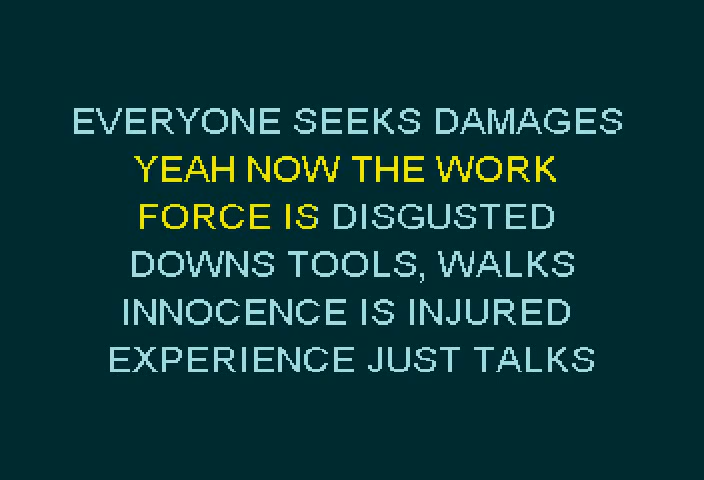 EVERYONE SEEKS DAMAGES
YEAH NOW THE WORK
FORCE IS DISGUSTED
DOWNS TOOLS, WALKS
INNOCENCE IS INJURED
EXPERIENCE JUST TALKS